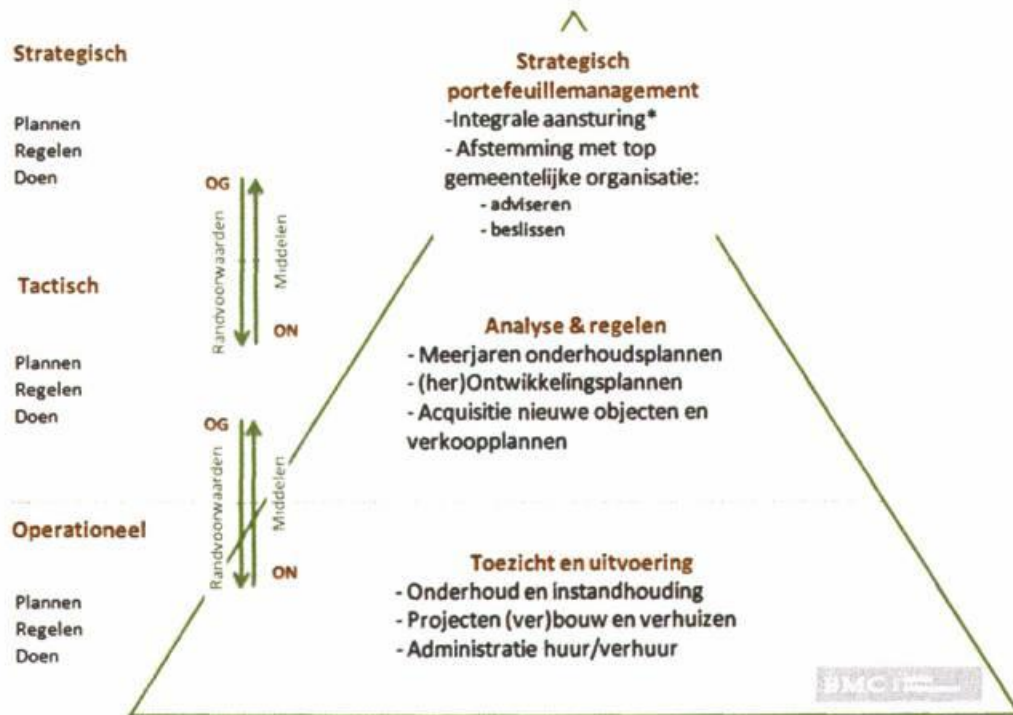 Strategisch
Plannen
Regelen
Doen
Strategisch
portefeuillemanagement
-Integrale aansturing*
- Afstemming met top
gemeentelijke organisatie:
- adviseren
- beslissen
OG
Randvoorwaarden
Middelen
ON
Tactisch
Plannen
Regelen
Doen
Analyse & regelen
- Meerjaren onderhoudsplannen
- (her)Ontwikkelingsplannen
- Acquisitie nieuwe objecten en
verkoopplannen
OG
Randvoorwaarden
Middelen
ON
Operationeel
Plannen
Regelen
Doen
Toezicht en uitvoering
- Onderhoud en instandhouding
- Projecten (ver)bouw en verhuizen
- Administratie huur/verhuur
BMC